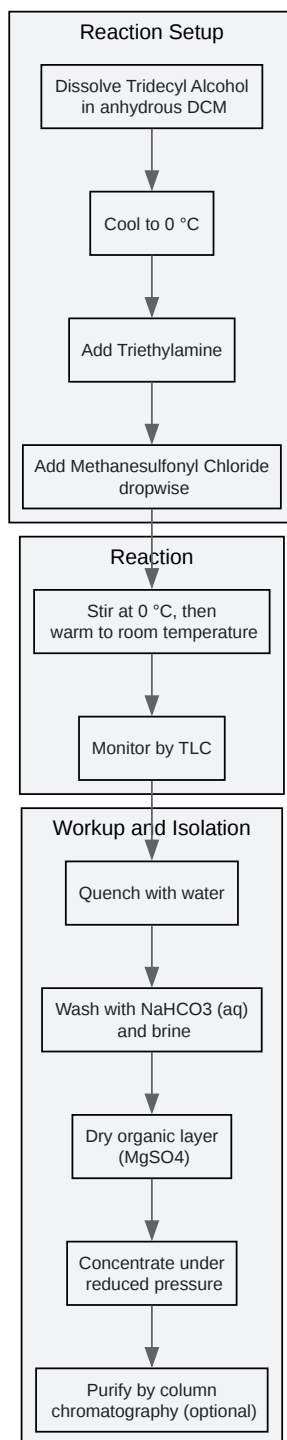 Reaction Setup
Dissolve Tridecyl Alcohol
in anhydrous DCM
Cool to 0 °C
Add Triethylamine
Add Methanesulfonyl Chloride
dropwise
Reaction
Stir at 0 °C, then
warm to room temperature
Monitor by TLC
Workup and Isolation
Quench with water
Wash with NaHCO3 (aq)
and brine
Dry organic layer
(MgSO4)
Concentrate under
reduced pressure
Purify by column
chromatography (optional)